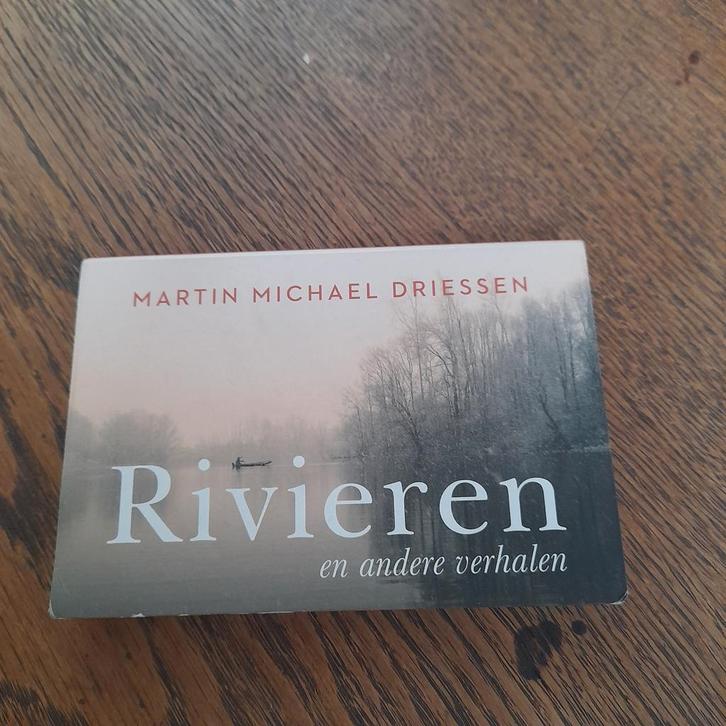 MARTIN MICHAEL DRIESSEN
Rivieren
en andere verhalen